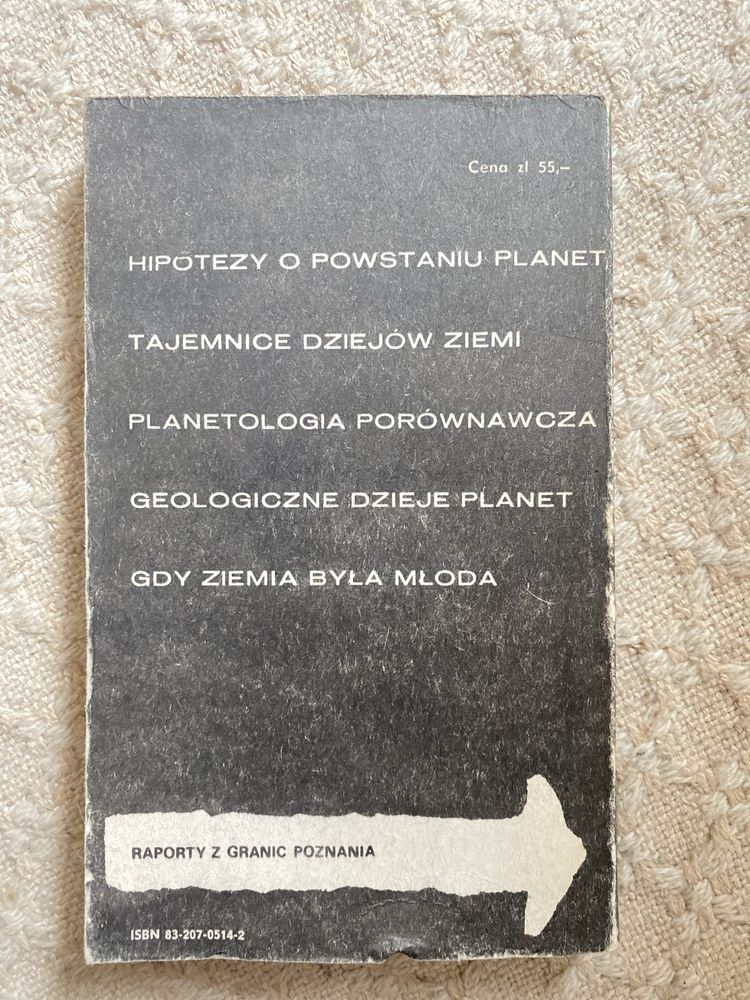 Cena zł 55,—
HIPOTEZY O POWSTANIU PLANET
TAJEMNICE DZIEJÓW ZIEMI
PLANETOLOGIA PORÓWNAWCZA
GEOLOGICZNE DZIEJE PLANET
GDY ZIEMIA BYŁA MŁODA
RAPORTY Z GRANIC POZNANIA
ISBN 83-207-0514-2